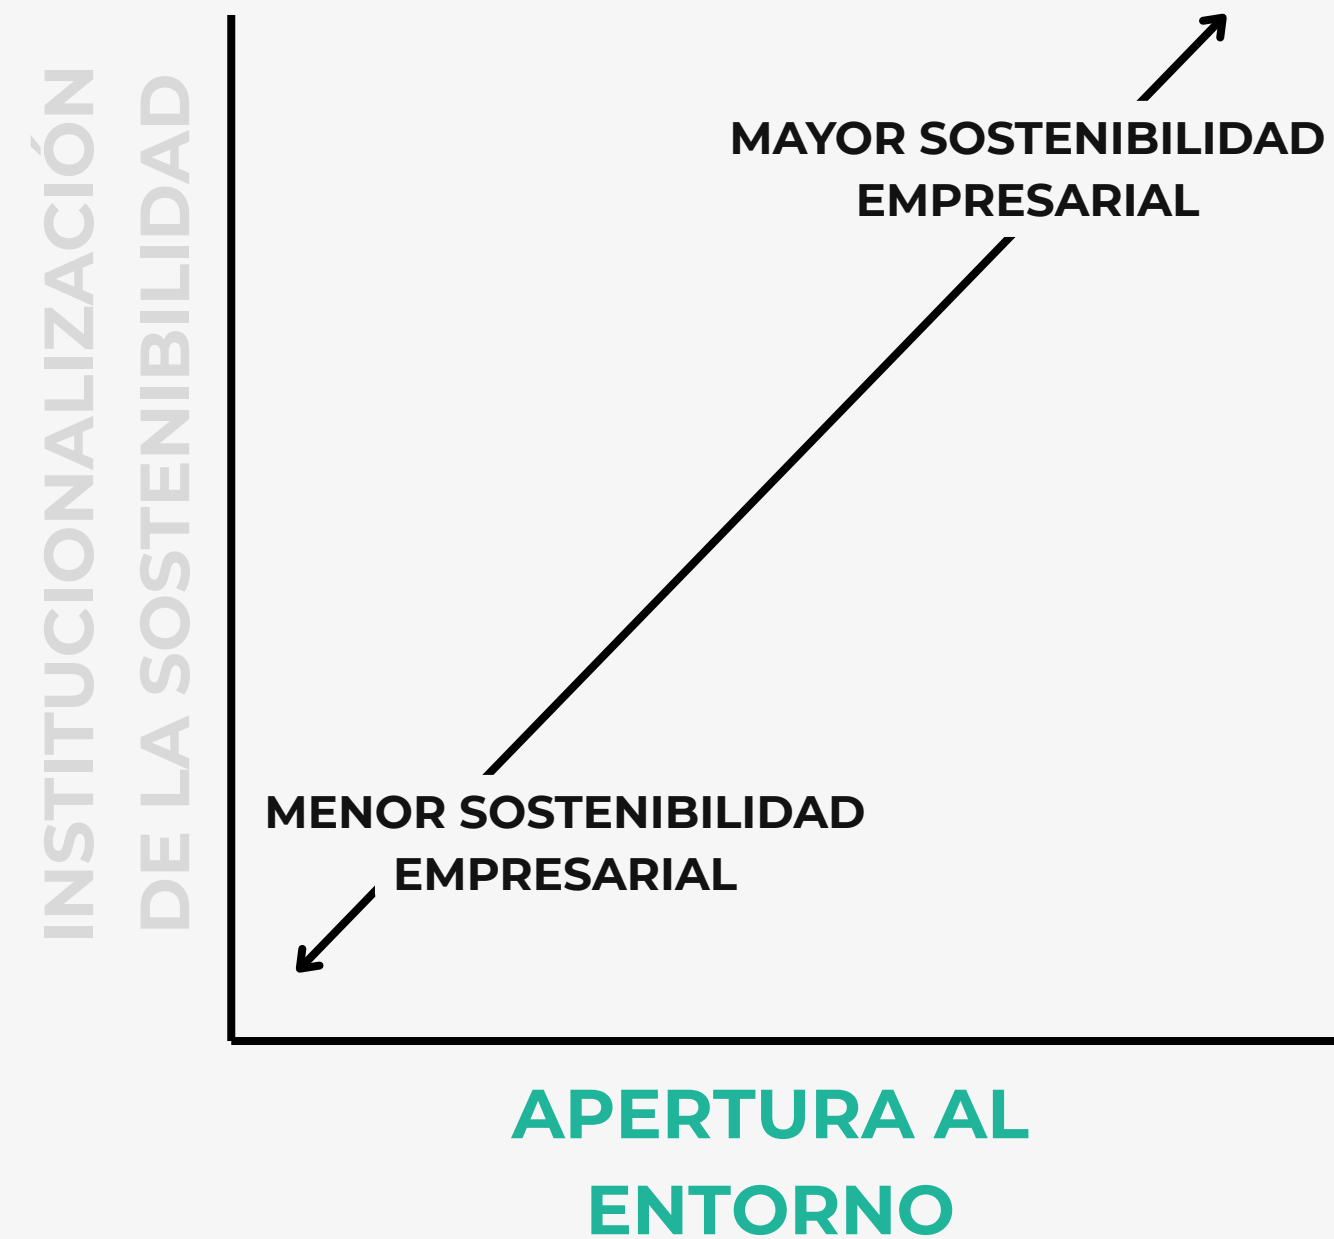 INSTITUCIONALIZACIÓN
DE LA SOSTENIBILIDAD
MAYOR SOSTENIBILIDAD
EMPRESARIAL
MENOR SOSTENIBILIDAD
EMPRESARIAL
APERTURA AL
ENTORNO